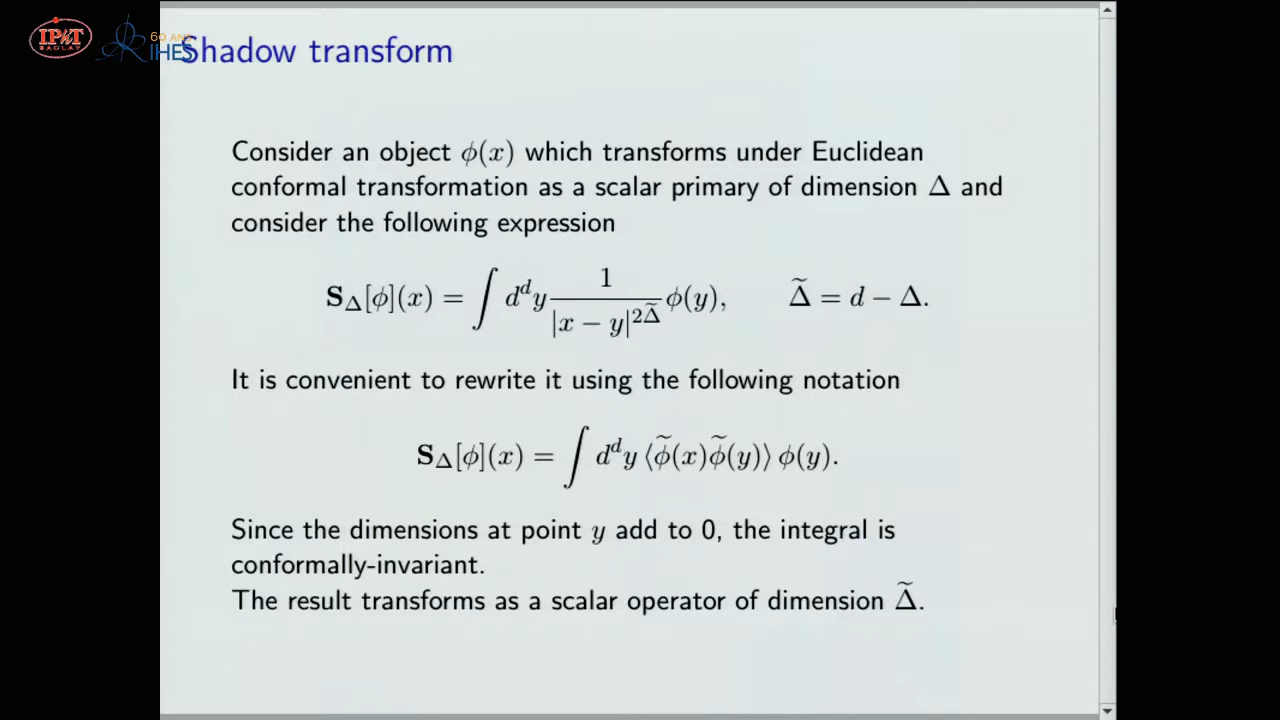 IPhT
SACLAY
60 ANS
IHES
Shadow transform
Consider an object ϕ(x) which transforms under Euclidean
conformal transformation as a scalar primary of dimension Δ and
consider the following expression
S_Δ[ϕ](x) = ∫ d^d y 1/|x − y|^{2Δ̃} ϕ(y), Δ̃ = d − Δ.
It is convenient to rewrite it using the following notation
S_Δ[ϕ](x) = ∫ d^d y ⟨ϕ̃(x)ϕ̃(y)⟩ ϕ(y).
Since the dimensions at point y add to 0, the integral is
conformally-invariant.
The result transforms as a scalar operator of dimension Δ̃.